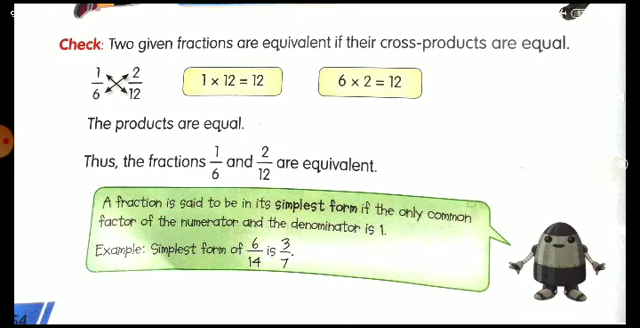 Check: Two given fractions are equivalent if their cross-products are equal.
1/6 2/12 1 x 12 = 12 6 x 2 = 12
The products are equal.
Thus, the fractions 1/6 and 2/12 are equivalent.
A fraction is said to be in its simplest form if the only common
factor of the numerator and the denominator is 1.
Example: Simplest form of 6/14 is 3/7.
54